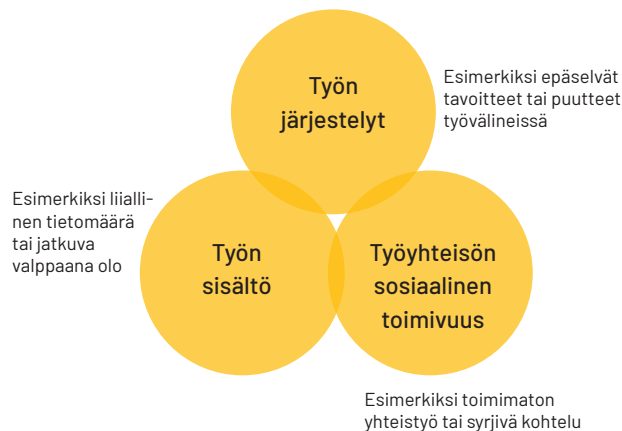 Työn
järjestelyt
Esimerkiksi epäselvät
tavoitteet tai puutteet
työvälineissä
Esimerkiksi liialli-
nen tietomäärä
tai jatkuva
valppaana olo
Työn
sisältö
Työyhteisön
sosiaalinen
toimivuus
Esimerkiksi toimimaton
yhteistyö tai syrjivä kohtelu